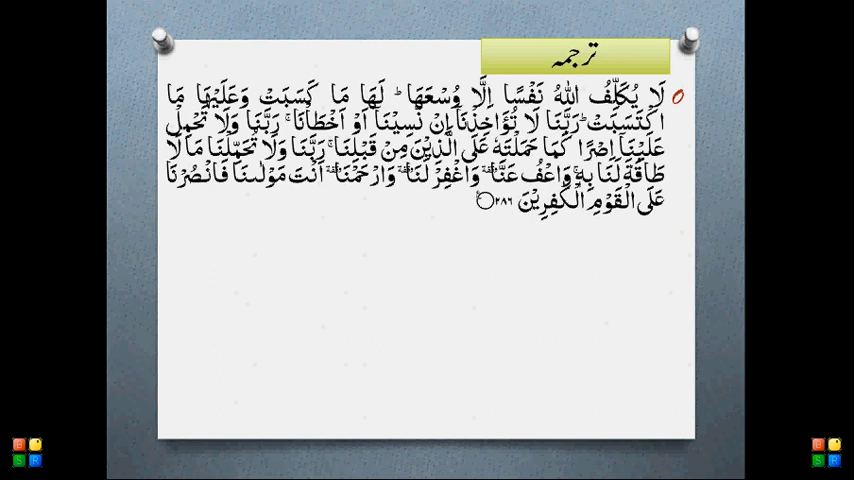 ترجمہ
لَا يُكَلِّفُ اللّٰهُ نَفْسًا اِلَّا وُسْعَهَا ؕ لَهَا مَا كَسَبَتْ وَعَلَيْهَا مَا
اكْتَسَبَتْ ؕ رَبَّنَا لَا تُؤَاخِذْنَاۤ اِنْ نَّسِيْنَاۤ اَوْ اَخْطَاْنَا ۚ رَبَّنَا وَلَا تَحْمِلْ
عَلَيْنَاۤ اِصْرًا كَمَا حَمَلْتَهٗ عَلَى الَّذِيْنَ مِنْ قَبْلِنَا ۚ رَبَّنَا وَلَا تُحَمِّلْنَا مَا لَا
طَاقَةَ لَنَا بِهٖ ۚ وَاعْفُ عَنَّا ۥ وَاغْفِرْ لَنَا ۥ وَارْحَمْنَا ۥ اَنْتَ مَوْلٰىنَا فَانْصُرْنَا
عَلَى الْقَوْمِ الْكٰفِرِيْنَ ۲۸۶